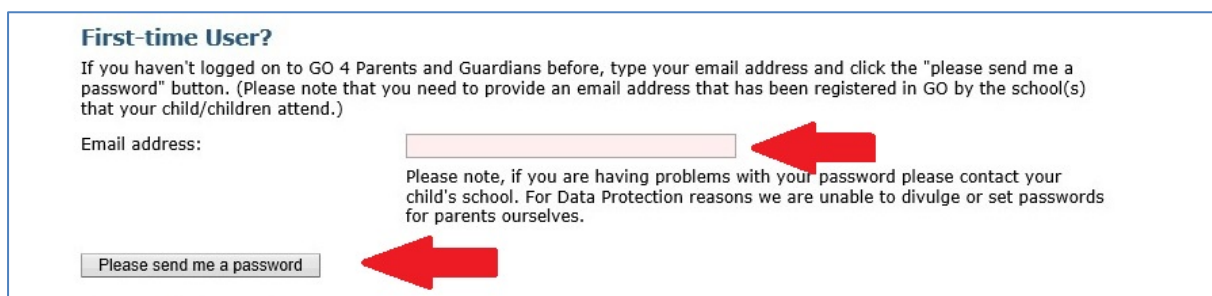 First-time User?
If you haven't logged on to GO 4 Parents and Guardians before, type your email address and click the "please send me a
password" button. (Please note that you need to provide an email address that has been registered in GO by the school(s)
that your child/children attend.)
Email address:
Please note, if you are having problems with your password please contact your
child's school. For Data Protection reasons we are unable to divulge or set passwords
for parents ourselves.
Please send me a password